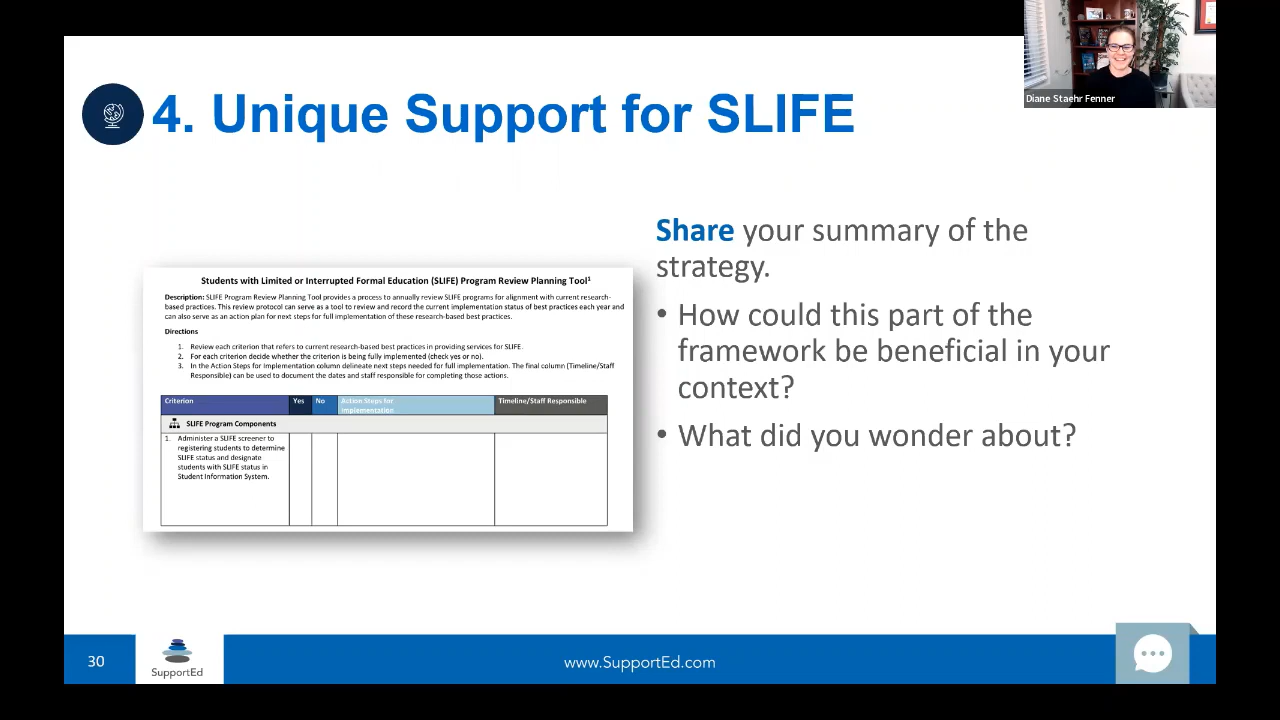 Diane Staehr Fenner
4. Unique Support for SLIFE
Share your summary of the
strategy.
• How could this part of the
framework be beneficial in your
context?
• What did you wonder about?
Students with Limited or Interrupted Formal Education (SLIFE) Program Review Planning Tool¹
Description: SLIFE Program Review Planning Tool provides a process to annually review SLIFE programs for alignment with current research-
based practices. This review protocol can serve as a tool to review and record the current implementation status of best practices each year and
can also serve as an action plan for next steps for full implementation of these research-based best practices.
Directions
1. Review each criterion that refers to current research-based best practices in providing services for SLIFE.
2. For each criterion decide whether the criterion is being fully implemented (check yes or no).
3. In the Action Steps for Implementation column delineate next steps needed for full implementation. The final column (Timeline/Staff
Responsible) can be used to document the dates and staff responsible for completing those actions.
Criterion Yes No Action Steps for Timeline/Staff Responsible
Implementation
SLIFE Program Components
1. Administer a SLIFE screener to
registering students to determine
SLIFE status and designate
students with SLIFE status in
Student Information System.
30
SupportEd
www.SupportEd.com